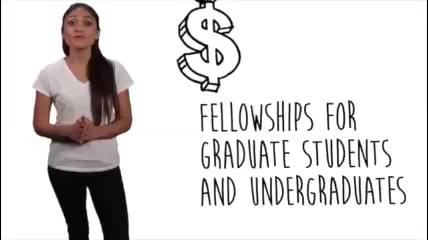 $
FELLOWSHIPS FOR
GRADUATE STUDENTS
AND UNDERGRADUATES